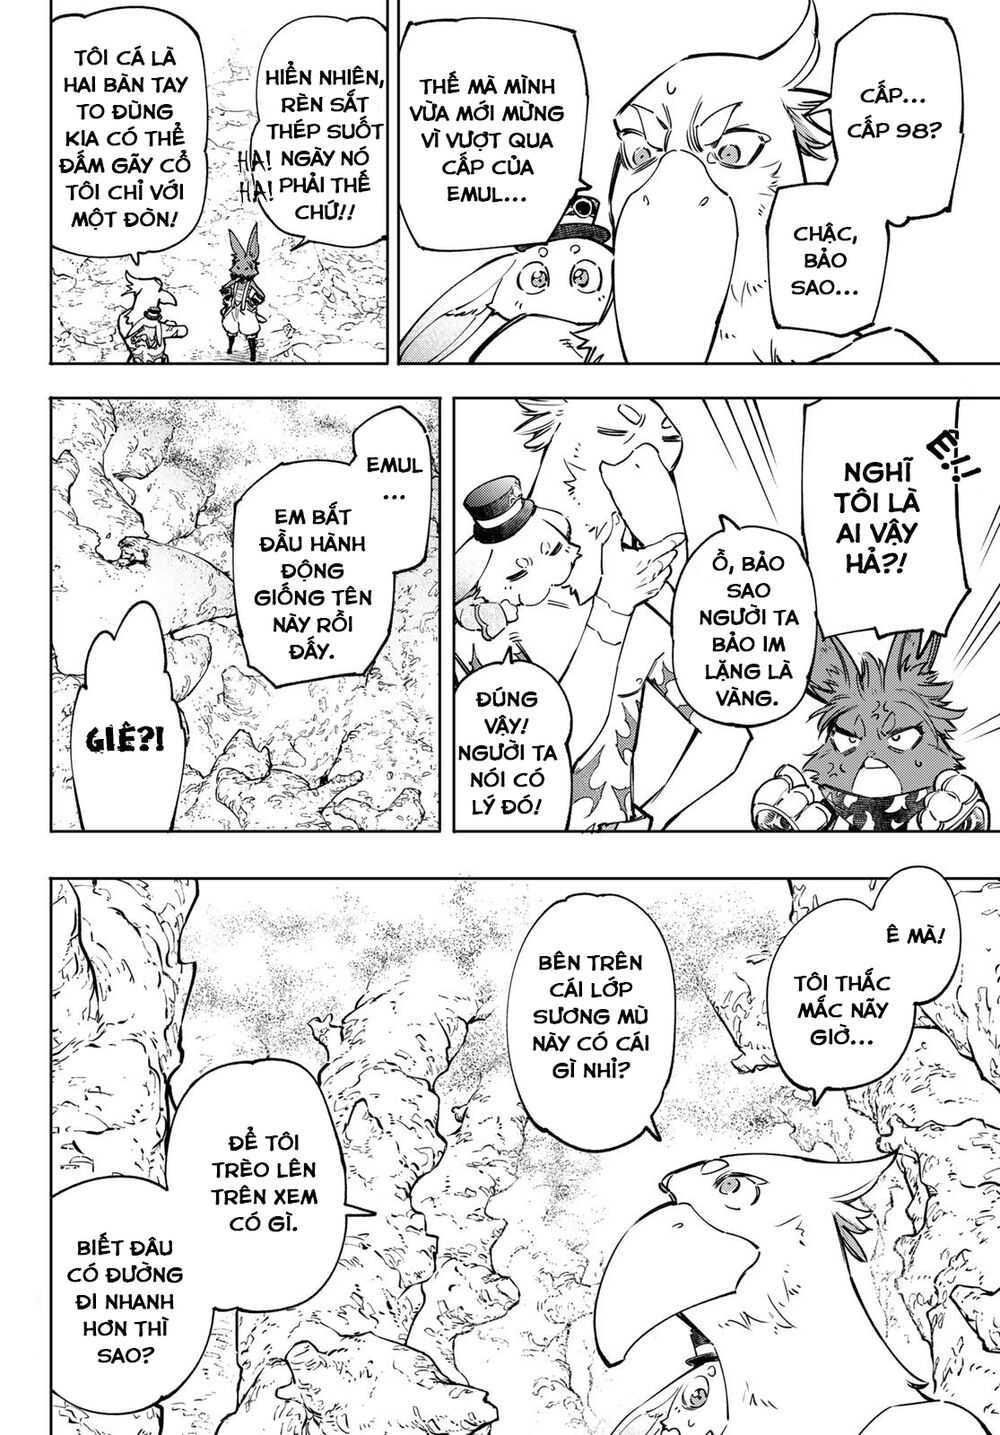 CẤP...
CẤP 98?
CHẬC,
BẢO
SAO...
THẾ MÀ MÌNH
VỪA MỚI MỪNG
VÌ VƯỢT QUA
CẤP CỦA
EMUL...
HIỂN NHIÊN,
RÈN SẮT
THÉP SUỐT
NGÀY NÓ
PHẢI THẾ
CHỨ!!
HA!
HA!
TÔI CÁ LÀ
HAI BÀN TAY
TO ĐÙNG
KIA CÓ THỂ
ĐẤM GÃY CỔ
TÔI CHỈ VỚI
MỘT ĐÒN!
Ê!!
NGHĨ
TÔI LÀ
AI VẬY
HẢ?!
Ồ, BẢO
SAO
NGƯỜI TA
BẢO IM
LẶNG LÀ
VÀNG.
ĐÚNG
VẬY!
NGƯỜI TA
NÓI CÓ
LÝ ĐÓ!
EMUL
...
EM BẮT
ĐẦU HÀNH
ĐỘNG
GIỐNG TÊN
NÀY RỒI
ĐẤY.
GIÊ?!
Ê MÀ!
TÔI THẮC
MẮC NÃY
GIỜ...
BÊN TRÊN
CÁI LỚP
SƯƠNG MÙ
NÀY CÓ CÁI
GÌ NHỈ?
ĐỂ TÔI
TRÈO LÊN
TRÊN XEM
CÓ GÌ.
BIẾT ĐÂU
CÓ ĐƯỜNG
ĐI NHANH
HƠN THÌ
SAO?